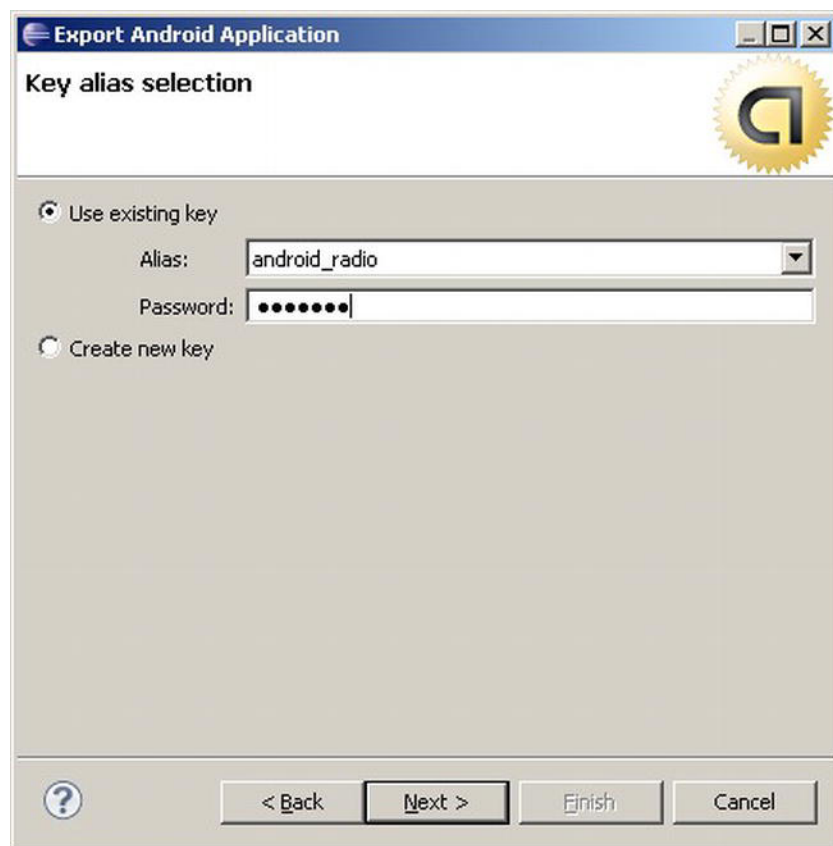 Export Android Application
Key alias selection
Use existing key
Alias: android_radio
Password: ●●●●●●●
Create new key
? < Back Next > Finish Cancel